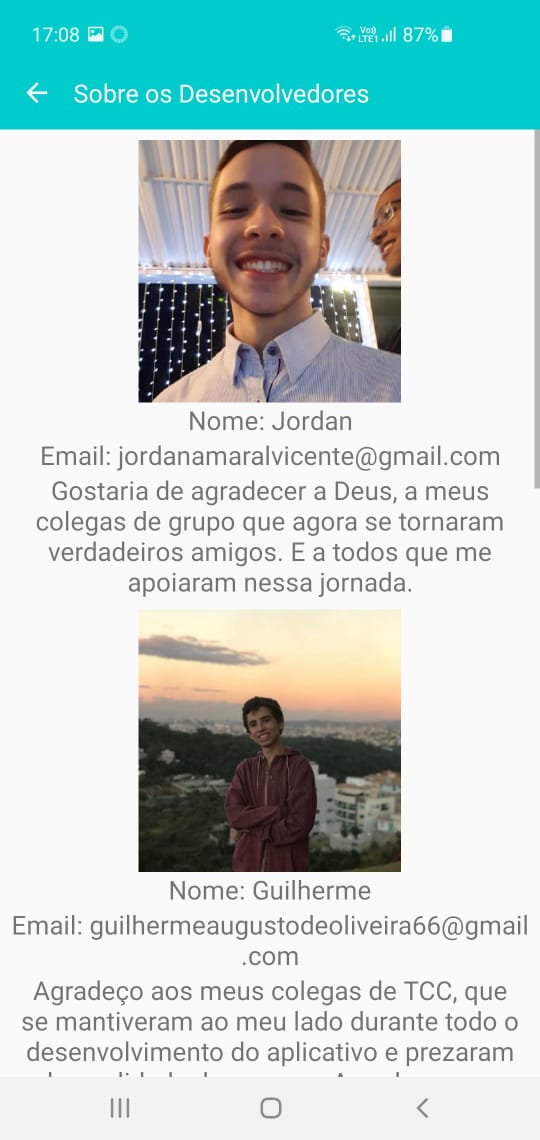 17:08 Vo)) LTE1 87%
Sobre os Desenvolvedores
Nome: Jordan
Email: jordanamaralvicente@gmail.com
Gostaria de agradecer a Deus, a meus
colegas de grupo que agora se tornaram
verdadeiros amigos. E a todos que me
apoiaram nessa jornada.
Nome: Guilherme
Email: guilhermeaugustodeoliveira66@gmail
.com
Agradeço aos meus colegas de TCC, que
se mantiveram ao meu lado durante todo o
desenvolvimento do aplicativo e prezaram